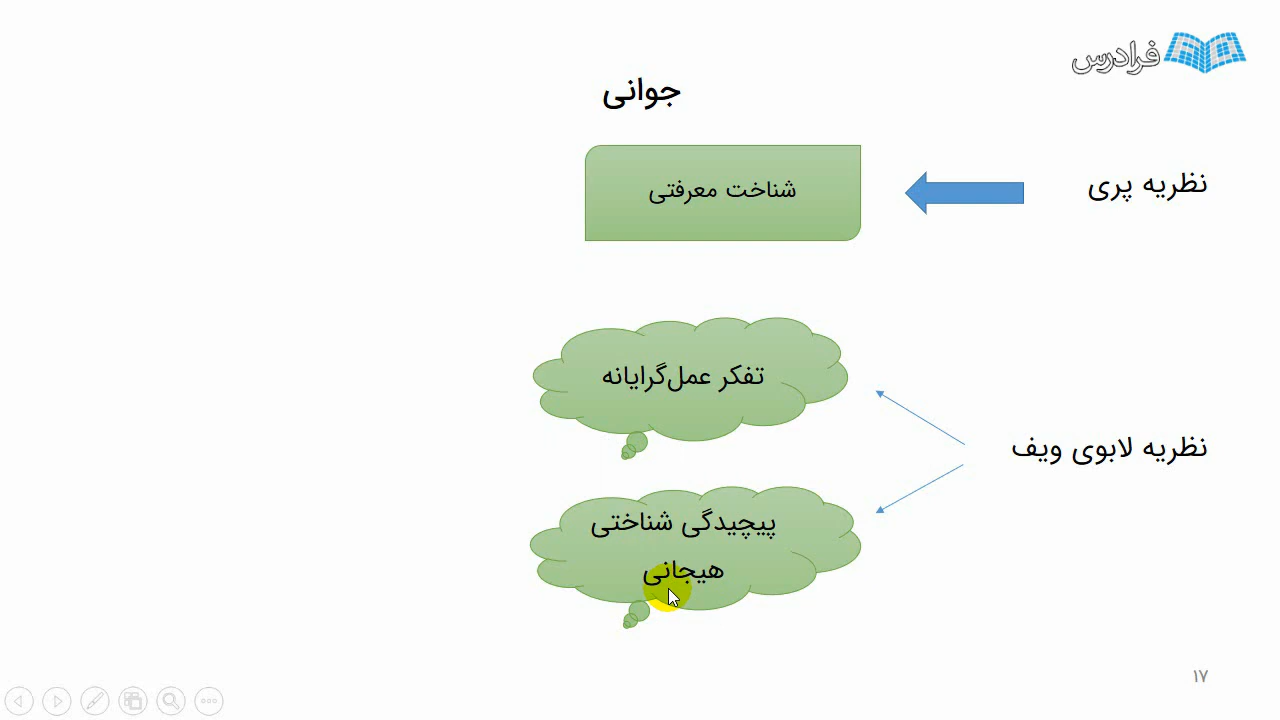 فرادرس
جوانی
نظریه پری
شناخت معرفتی
تفکر عمل‌گرایانه
نظریه لابوی ویف
پیچیدگی شناختی
هیجانی
۱۷